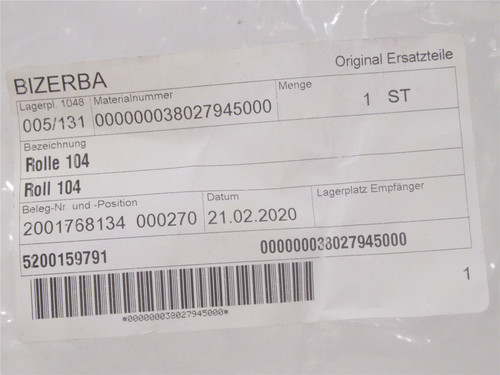 BIZERBA Original Ersatzteile
Lagerpl. 1048 Materialnummer Menge
005/131 000000038027945000 1 ST
Bezeichnung
Rolle 104
Roll 104
Beleg-Nr. und -Position Datum Lagerplatz Empfänger
2001768134 000270 21.02.2020
5200159791 000000038027945000
1
*000000038027945000*